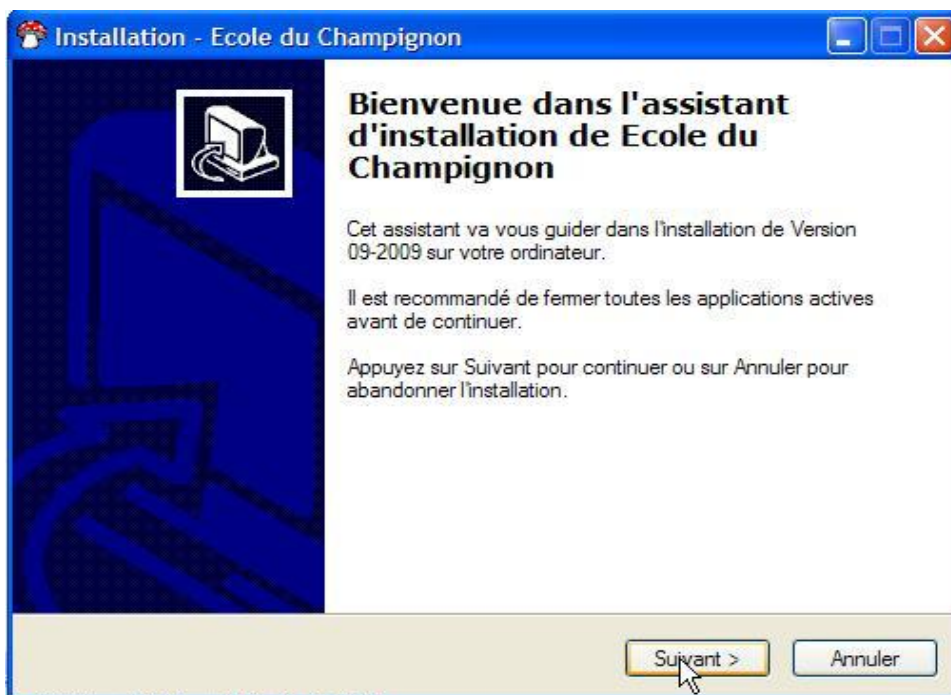 Installation - Ecole du Champignon
Bienvenue dans l'assistant
d'installation de Ecole du
Champignon
Cet assistant va vous guider dans l'installation de Version
09-2009 sur votre ordinateur.
Il est recommandé de fermer toutes les applications actives
avant de continuer.
Appuyez sur Suivant pour continuer ou sur Annuler pour
abandonner l'installation.
Suivant >
Annuler